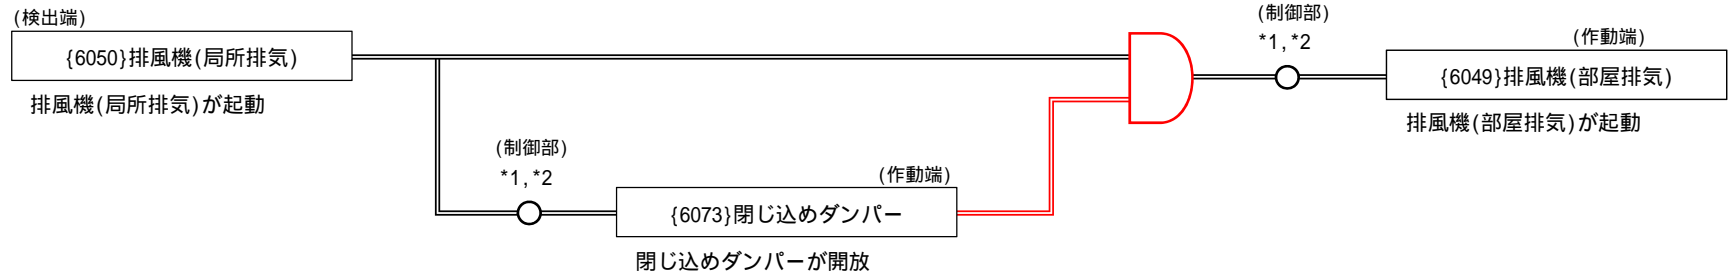 (検出端)
{6050}排風機(局所排気)
排風機(局所排気)が起動
(制御部)
*1,*2
(作動端)
{6073}閉じ込めダンパー
閉じ込めダンパーが開放
(制御部)
*1,*2
(作動端)
{6049}排風機(部屋排気)
排風機(部屋排気)が起動